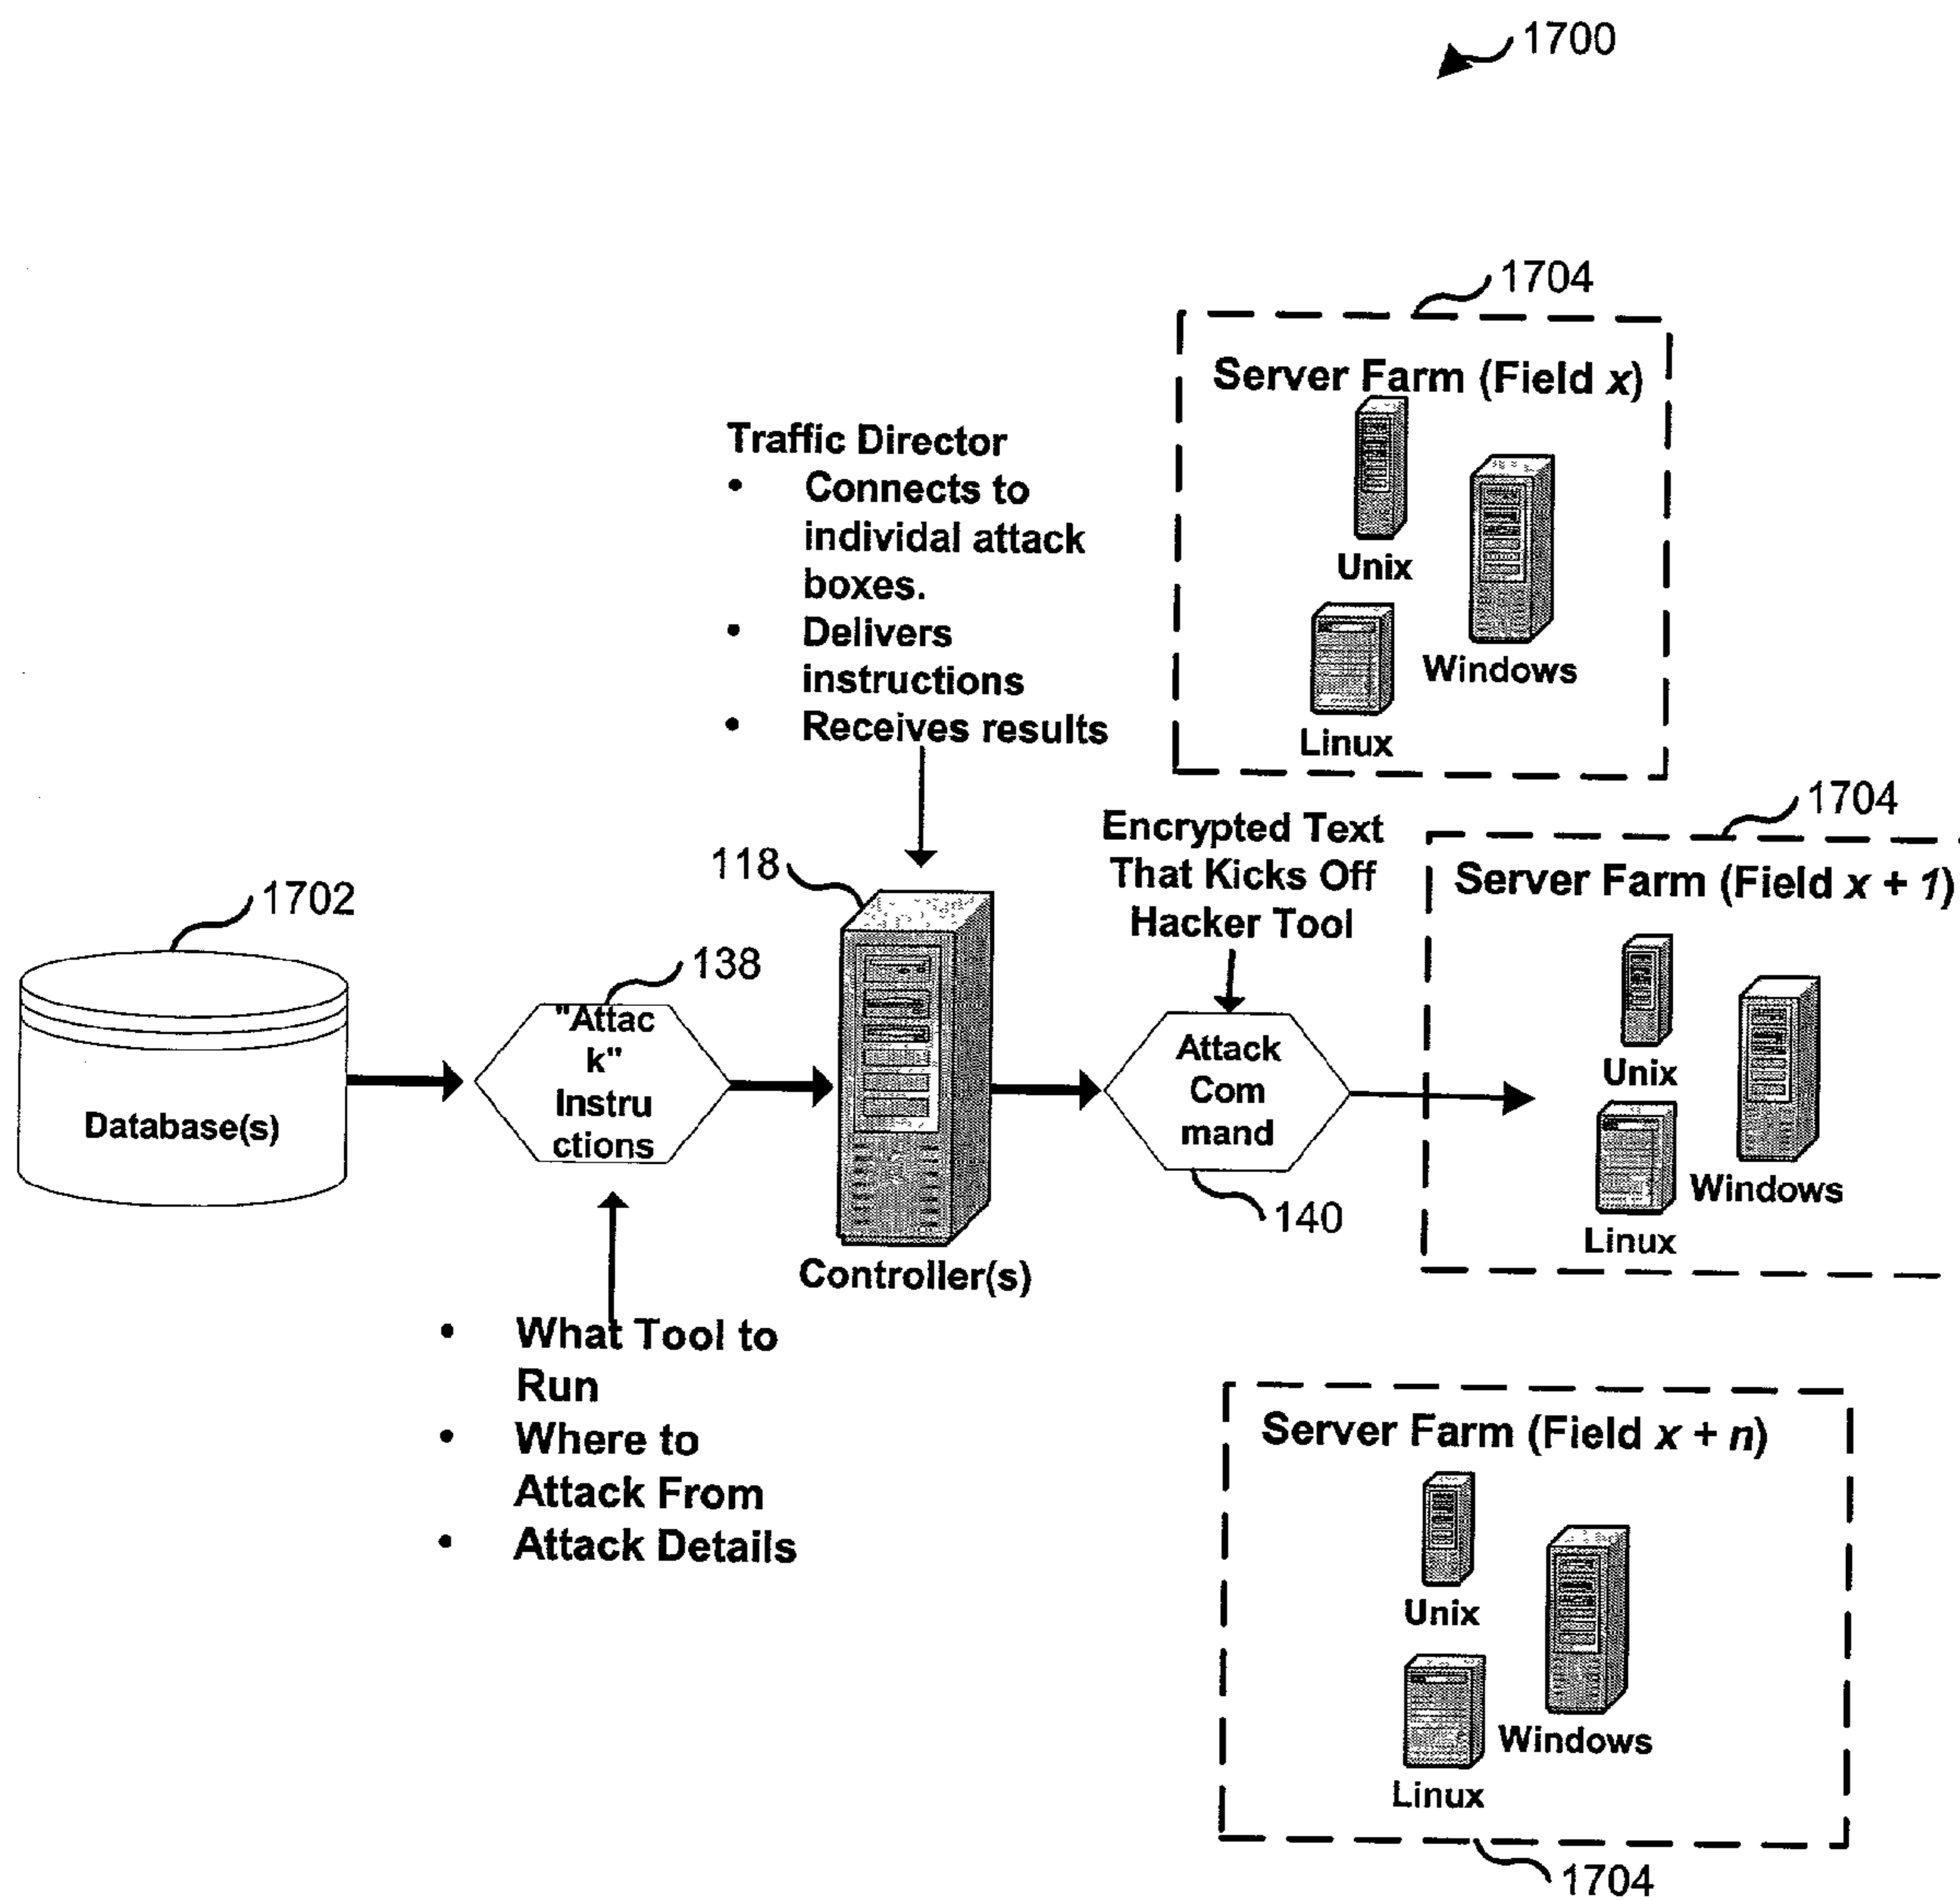 1700
1704
Server Farm (Field x)
Unix
Windows
Linux
Traffic Director
• Connects to
individal attack
boxes.
• Delivers
instructions
• Receives results
1704
Server Farm (Field x + 1)
Unix
Windows
Linux
Encrypted Text
That Kicks Off
Hacker Tool
118
1702
138
Database(s)
"Attac
k"
Instru
ctions
Controller(s)
Attack
Com
mand
140
• What Tool to
Run
• Where to
Attack From
• Attack Details
Server Farm (Field x + n)
Unix
Windows
Linux
1704